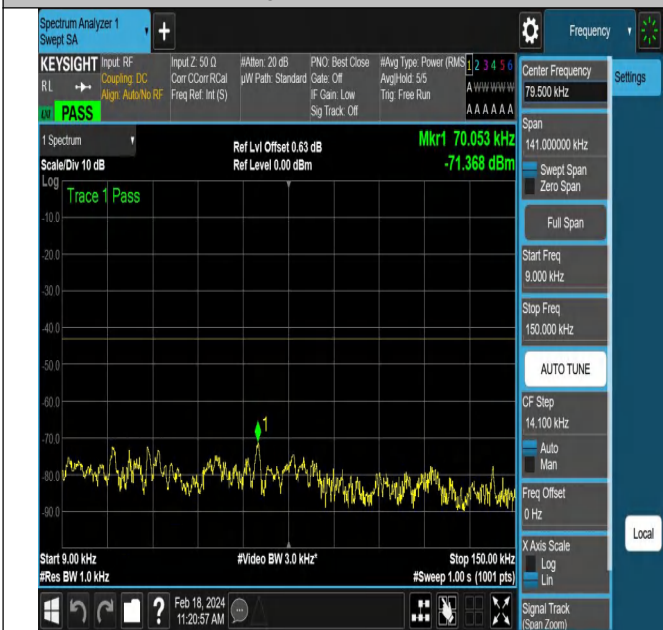 Spectrum Analyzer 1
Swept SA
+
Frequency
KEYSIGHT
RL
LXI
PASS
Input: RF
Coupling: DC
Align: Auto/No RF
Input Z: 50 Ω
Corr CCorr RCal
Freq Ref: Int (S)
#Atten: 20 dB
µW Path: Standard
PNO: Best Close
Gate: Off
IF Gain: Low
Sig Track: Off
#Avg Type: Power (RMS
Avg|Hold: 5/5
Trig: Free Run
1 2 3 4 5 6
A W W W W W
A A A A A A
Settings
Center Frequency
79.500 kHz
Span
141.000000 kHz
Swept Span
Zero Span
Full Span
Start Freq
9.000 kHz
Stop Freq
150.000 kHz
AUTO TUNE
CF Step
14.100 kHz
Auto
Man
Freq Offset
0 Hz
X Axis Scale
Log
Lin
Signal Track
(Span Zoom)
Local
1 Spectrum
Scale/Div 10 dB
Ref Lvl Offset 0.63 dB
Ref Level 0.00 dBm
Mkr1 70.053 kHz
-71.368 dBm
Log
Trace 1 Pass
-10.0
-20.0
-30.0
-40.0
-50.0
-60.0
-70.0
-80.0
-90.0
1
Start 9.00 kHz
#Res BW 1.0 kHz
#Video BW 3.0 kHz*
Stop 150.00 kHz
#Sweep 1.00 s (1001 pts)
?
Feb 18, 2024
11:20:57 AM